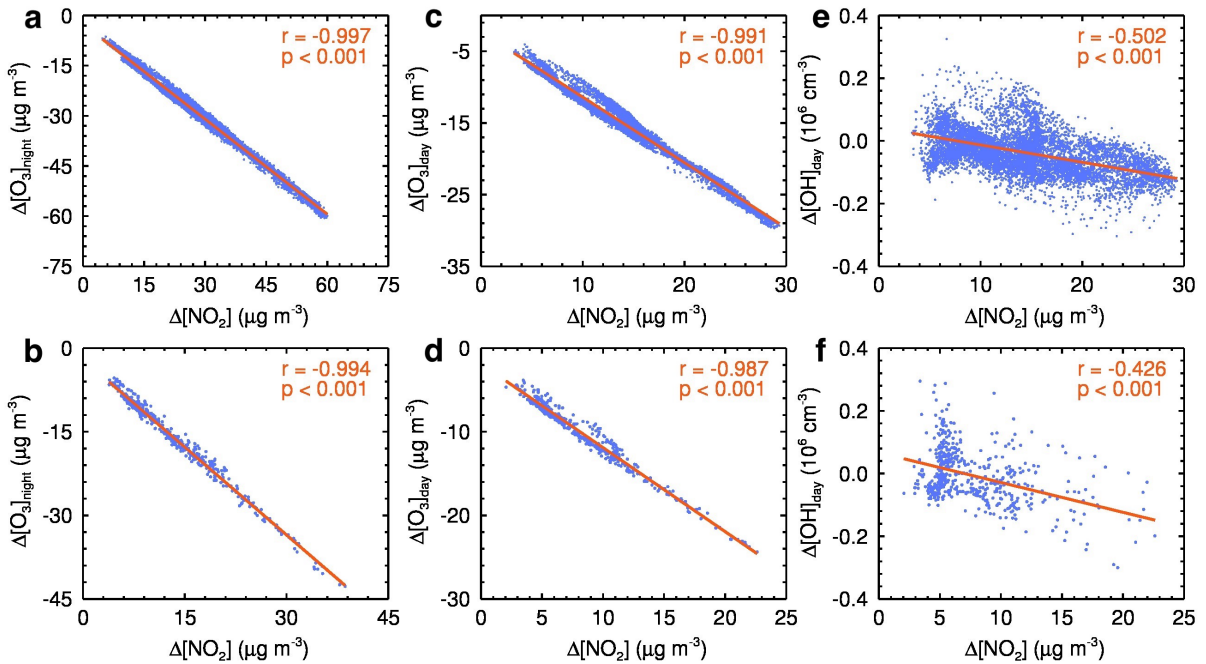 a
r = -0.997
p < 0.001
0
-15
-30
-45
-60
-75
Δ[O₃]night (µg m⁻³)
0 15 30 45 60 75
Δ[NO₂] (µg m⁻³)
c
r = -0.991
p < 0.001
-5
-15
-25
-35
Δ[O₃]day (µg m⁻³)
0 10 20 30
Δ[NO₂] (µg m⁻³)
e
r = -0.502
p < 0.001
0.4
0.2
0.0
-0.2
-0.4
Δ[OH]day (10⁶ cm⁻³)
0 10 20 30
Δ[NO₂] (µg m⁻³)
b
r = -0.994
p < 0.001
0
-15
-30
-45
Δ[O₃]night (µg m⁻³)
0 15 30 45
Δ[NO₂] (µg m⁻³)
d
r = -0.987
p < 0.001
0
-10
-20
-30
Δ[O₃]day (µg m⁻³)
0 5 10 15 20 25
Δ[NO₂] (µg m⁻³)
f
r = -0.426
p < 0.001
0.4
0.2
0.0
-0.2
-0.4
Δ[OH]day (10⁶ cm⁻³)
0 5 10 15 20 25
Δ[NO₂] (µg m⁻³)